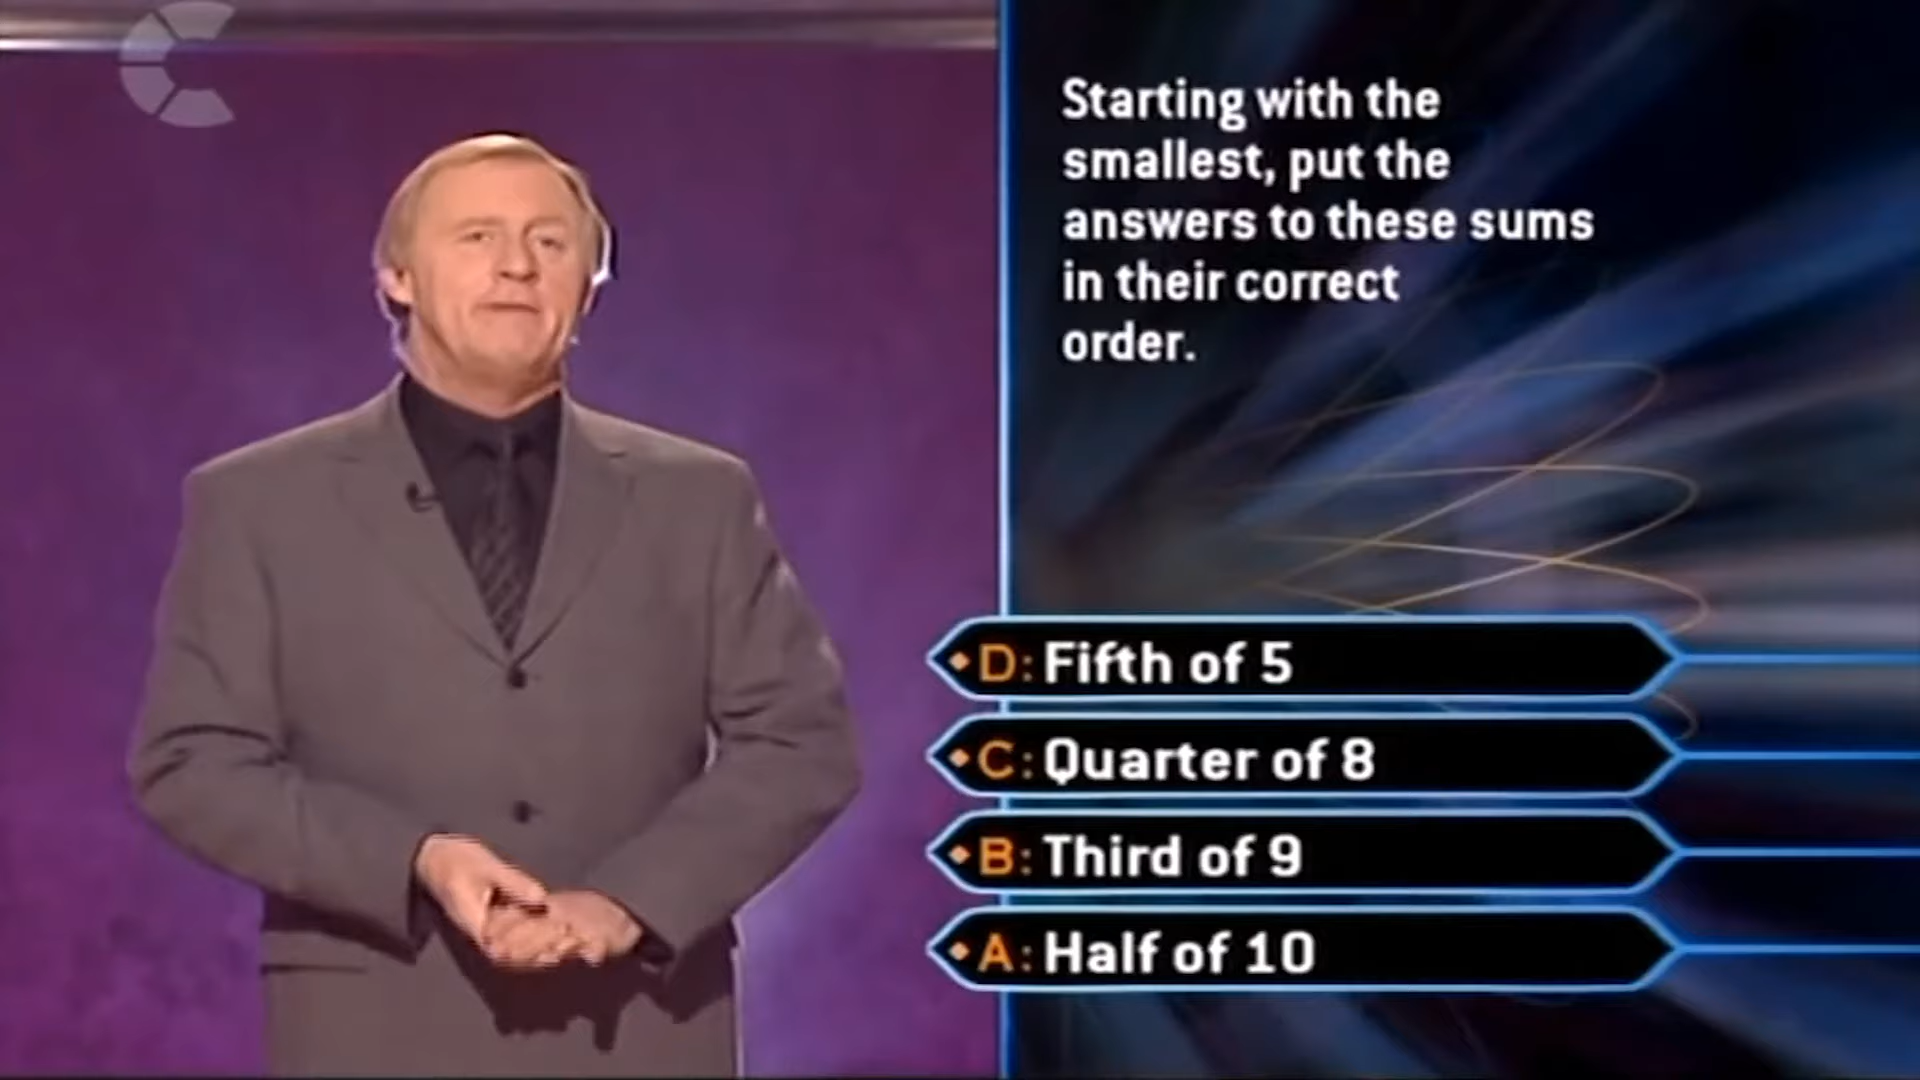 Starting with the
smallest, put the
answers to these sums
in their correct
order.
D: Fifth of 5
C: Quarter of 8
B: Third of 9
A: Half of 10